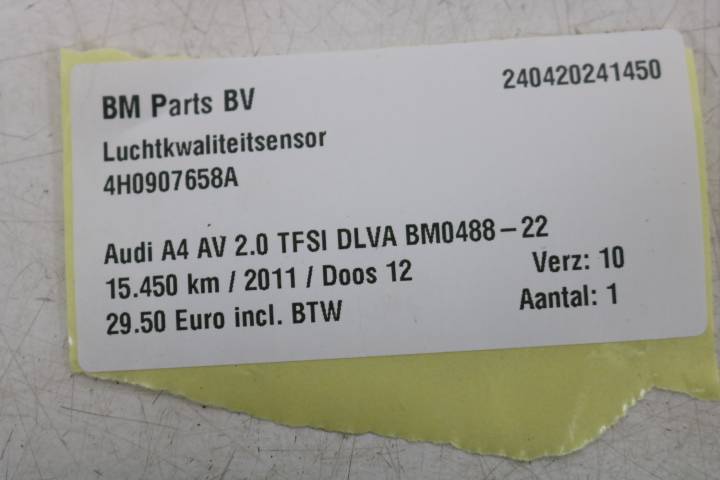 BM Parts BV 240420241450
Luchtkwaliteitsensor
4H0907658A
Audi A4 AV 2.0 TFSI DLVA BM0488-22
15.450 km / 2011 / Doos 12 Verz: 10
29.50 Euro incl. BTW Aantal: 1